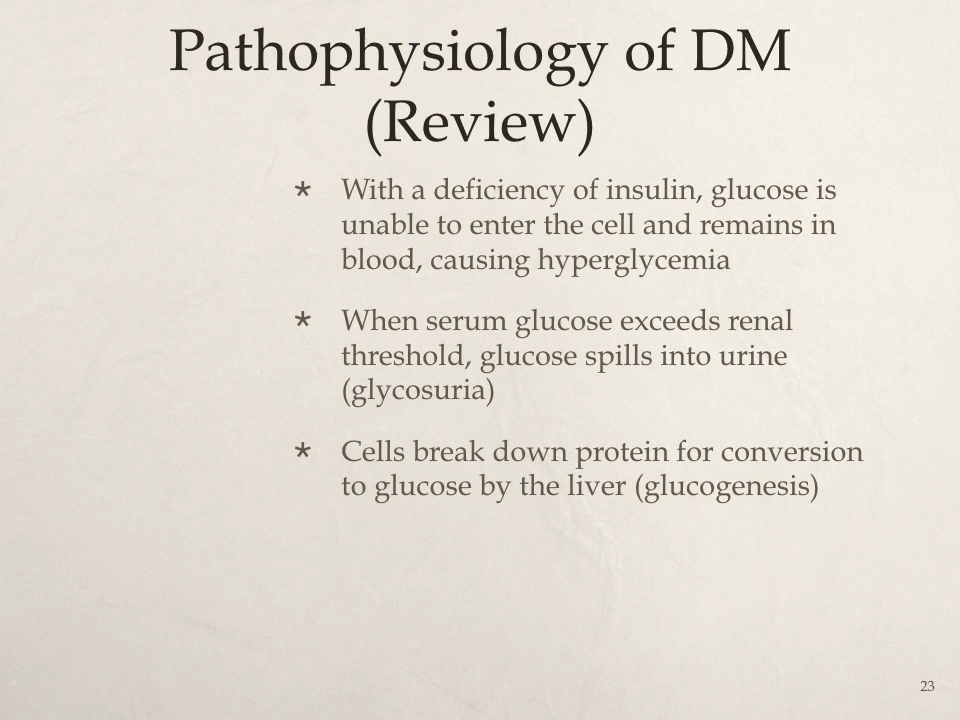 Pathophysiology of DM
(Review)
* With a deficiency of insulin, glucose is
unable to enter the cell and remains in
blood, causing hyperglycemia
* When serum glucose exceeds renal
threshold, glucose spills into urine
(glycosuria)
* Cells break down protein for conversion
to glucose by the liver (glucogenesis)
23